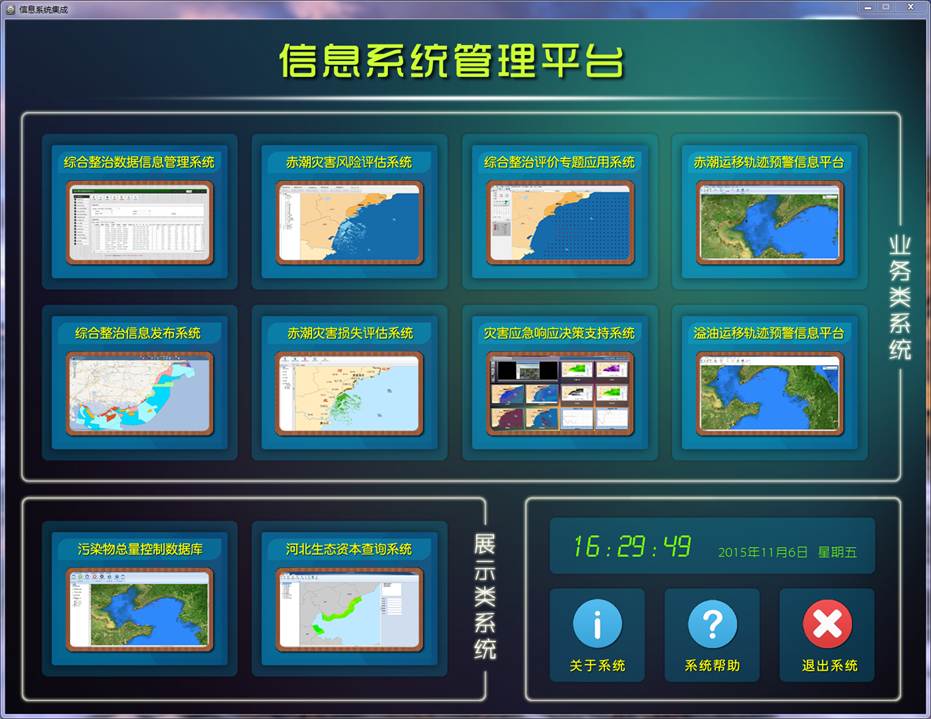 信息系统集成
信息系统管理平台
综合整治数据信息管理系统
赤潮灾害风险评估系统
综合整治评价专题应用系统
赤潮运移轨迹预警信息平台
综合整治信息发布系统
赤潮灾害损失评估系统
灾害应急响应决策支持系统
溢油运移轨迹预警信息平台
业务类系统
污染物总量控制数据库
河北生态资本查询系统
展示类系统
16:29:49
2015年11月6日 星期五
关于系统
系统帮助
退出系统